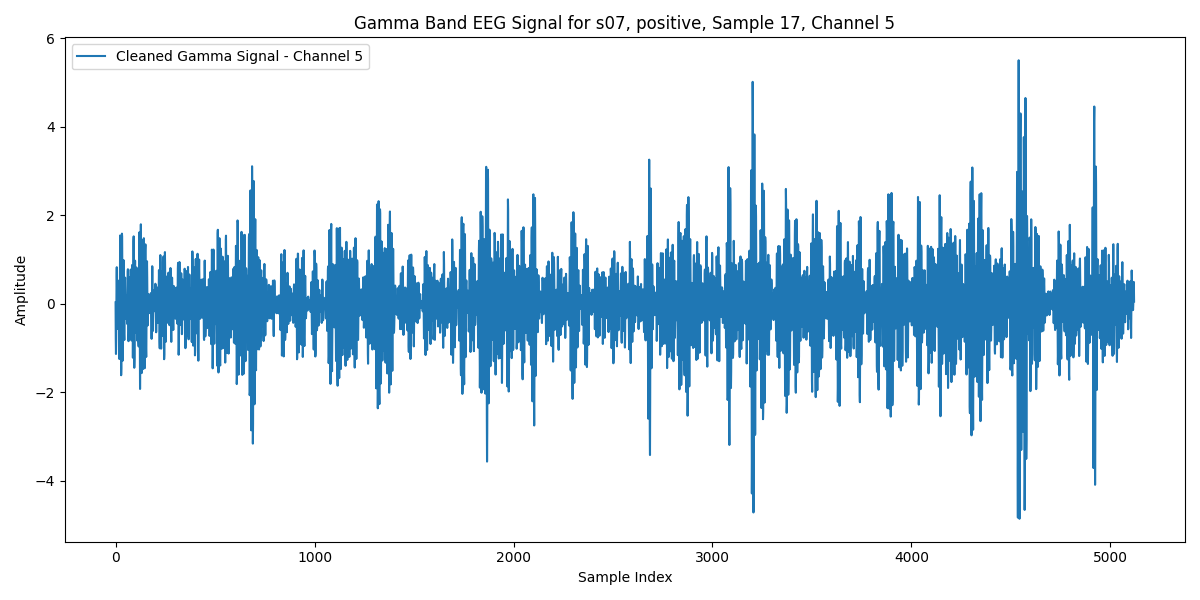 Gamma Band EEG Signal for s07, positive, Sample 17, Channel 5
Cleaned Gamma Signal - Channel 5
6
4
2
0
−2
−4
Amplitude
0 1000 2000 3000 4000 5000
Sample Index